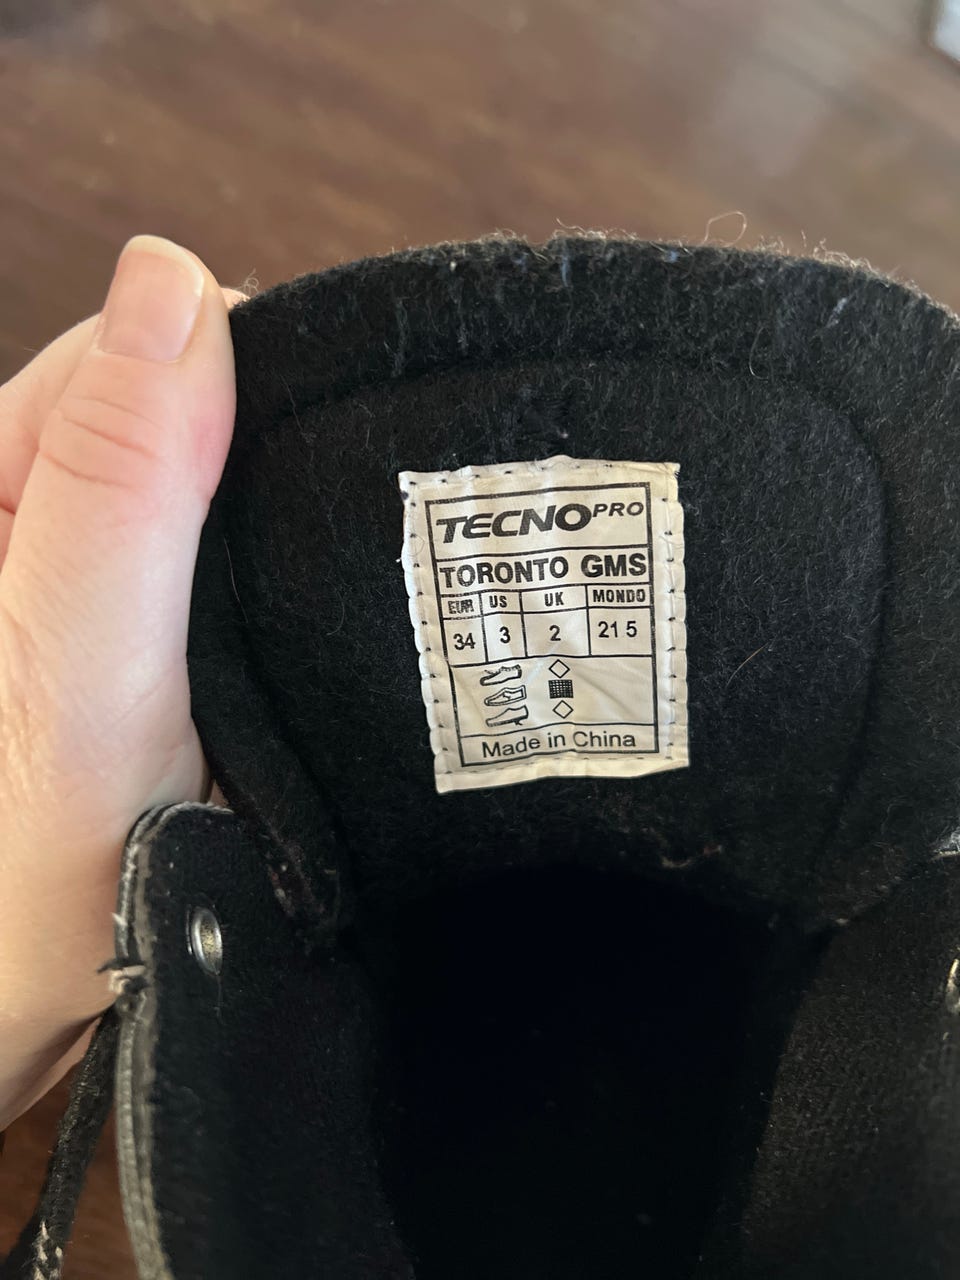 TECNOPRO
TORONTO GMS
EUR US UK MONDO
34 3 2 21 5
Made in China